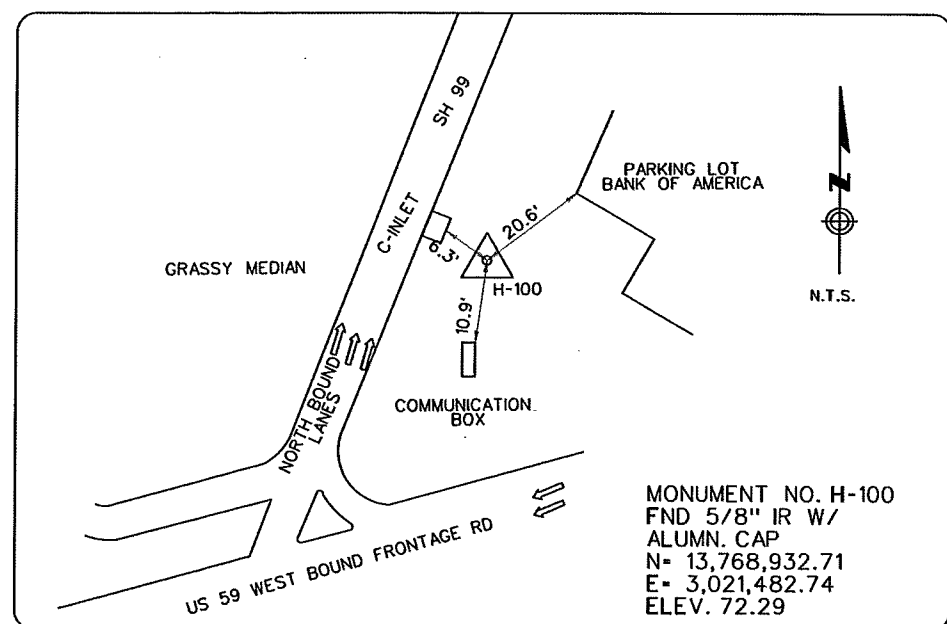 SH 99
PARKING LOT
BANK OF AMERICA
C-INLET
20.6'
6.3'
GRASSY MEDIAN
H-100
N
N.T.S.
10.9'
NORTH BOUND
LANES
COMMUNICATION
BOX
US 59 WEST BOUND FRONTAGE RD
MONUMENT NO. H-100
FND 5/8" IR W/
ALUMN. CAP
N= 13,768,932.71
E= 3,021,482.74
ELEV. 72.29